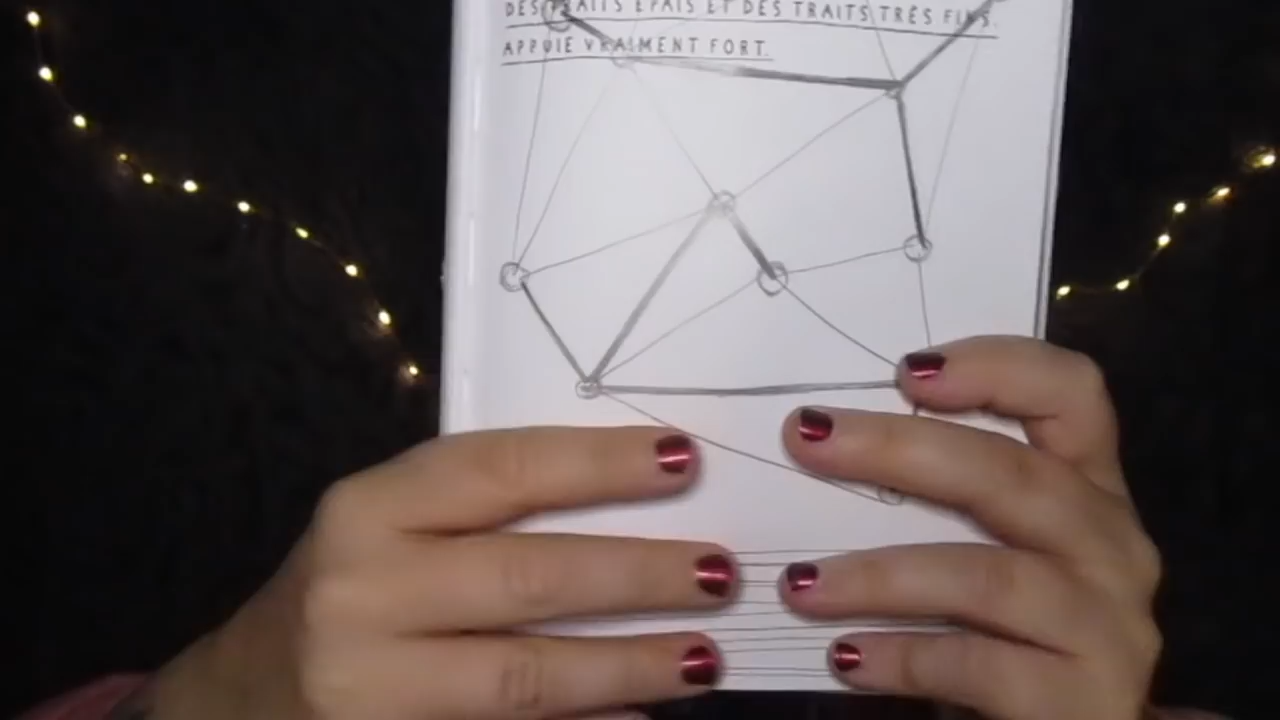 DES TRAITS ÉPAIS ET DES TRAITS TRÈS FINS.
APPUIE VRAIMENT FORT.